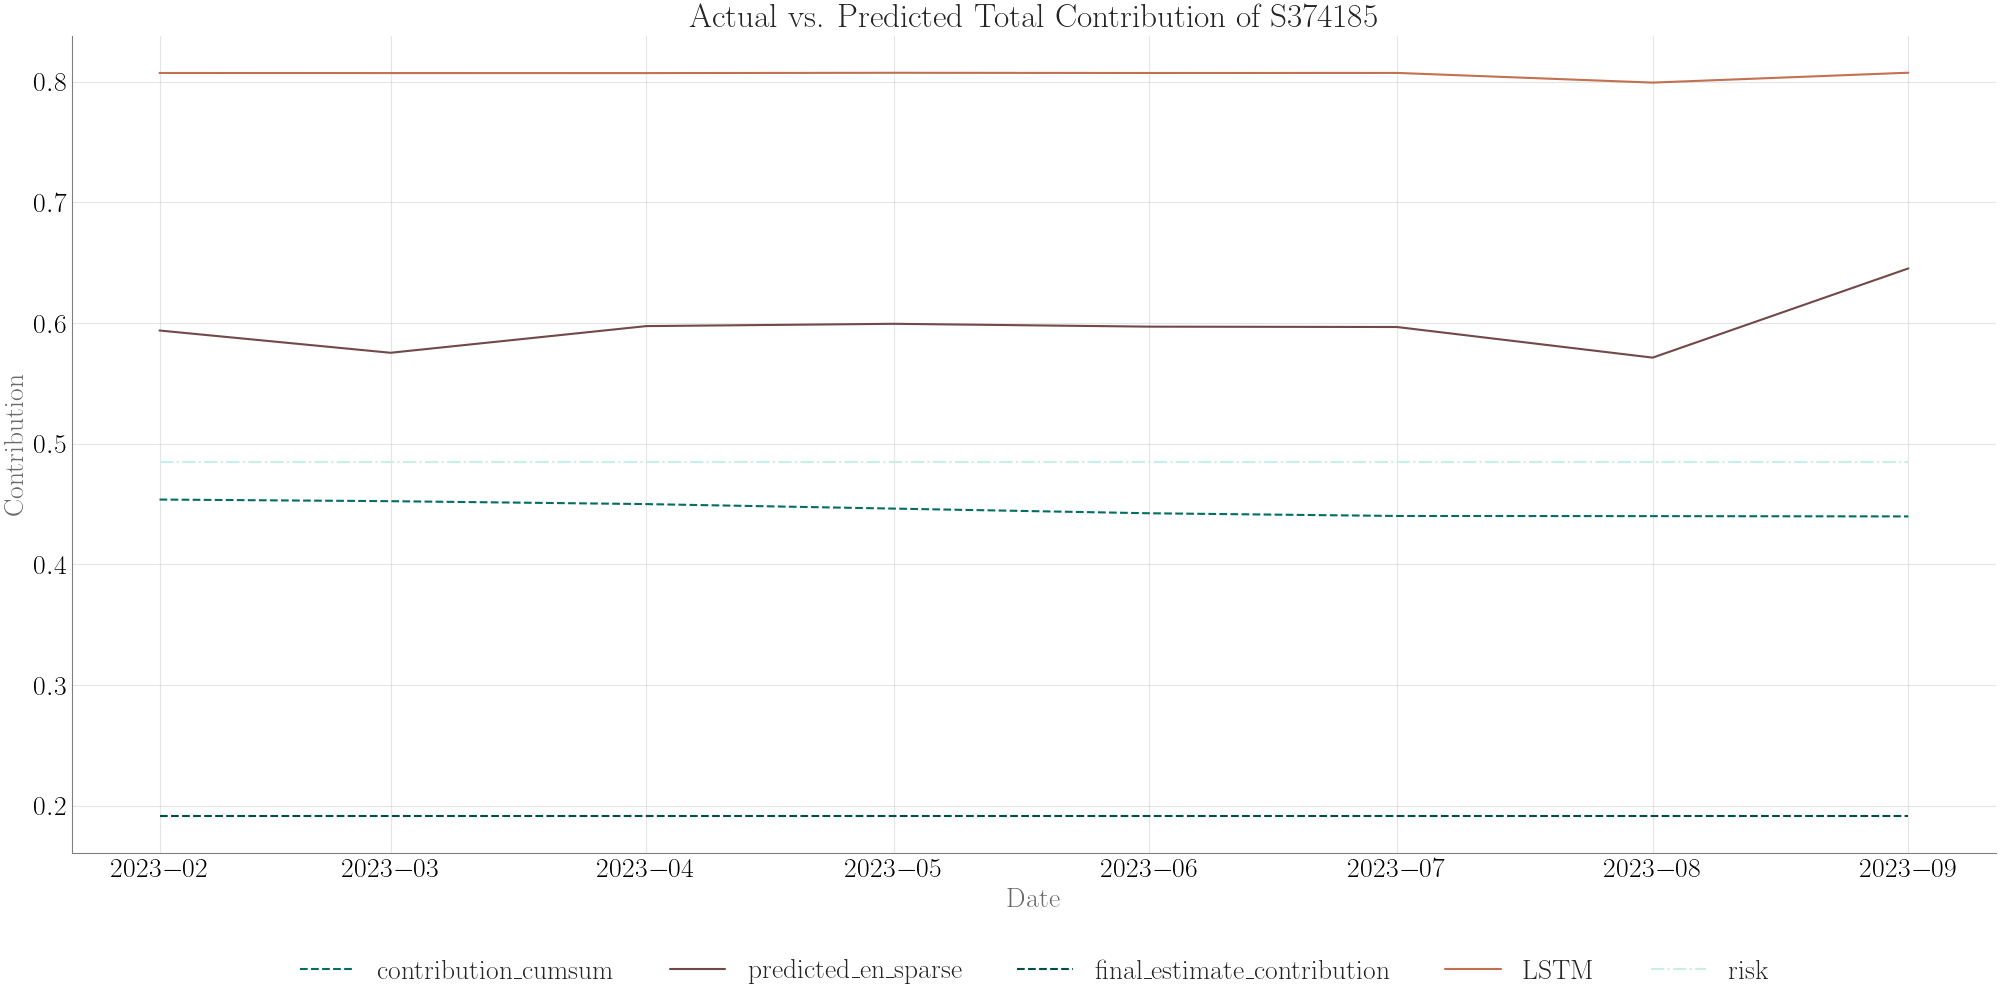 Actual vs. Predicted Total Contribution of S374185
Contribution
0.8
0.7
0.6
0.5
0.4
0.3
0.2
2023−02 2023−03 2023−04 2023−05 2023−06 2023−07 2023−08 2023−09
Date
contribution_cumsum predicted_en_sparse final_estimate_contribution LSTM risk